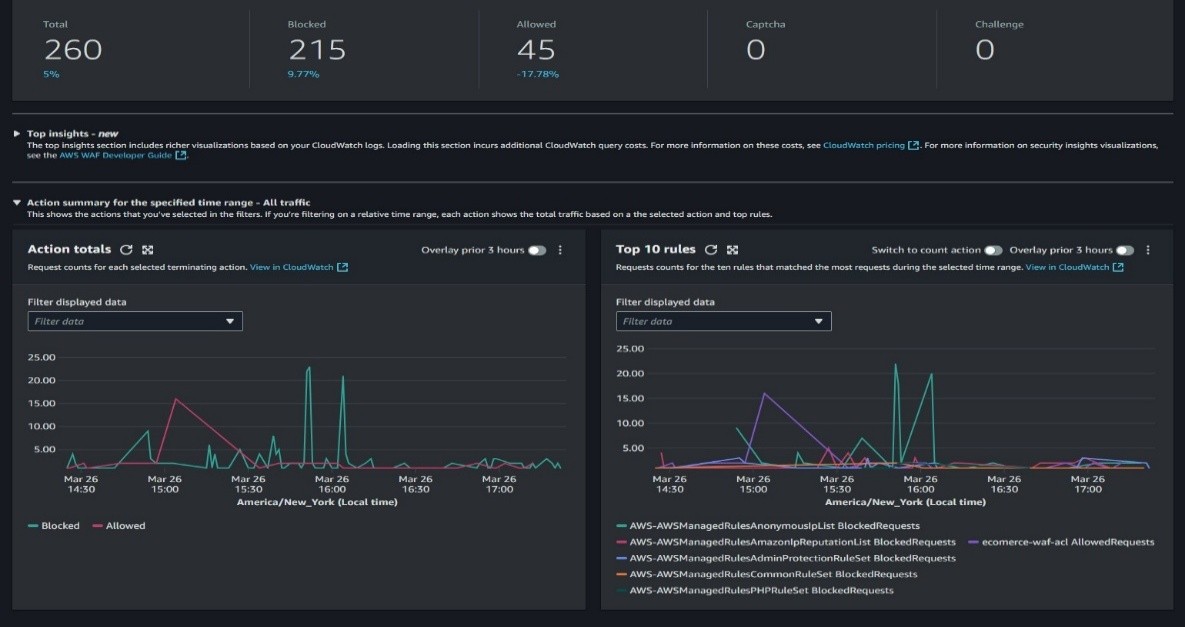 Total
Blocked
Allowed
Captcha
Challenge
260
215
45
0
0
5%
9.77%
-17.78%
Top insights - new
The top insights section includes richer visualizations based on your CloudWatch logs. Loading this section incurs additional CloudWatch query costs. For more information on these costs, see CloudWatch pricing. For more information on security insights visualizations,
see the AWS WAF Developer Guide.
Action summary for the specified time range - All traffic
This shows the actions that you've selected in the filters. If you're filtering on a relative time range, each action shows the total traffic based on a the selected action and top rules.
Action totals
Overlay prior 3 hours
Request counts for each selected terminating action. View in CloudWatch
Filter displayed data
Filter data
25.00
20.00
15.00
10.00
5.00
Mar 26 Mar 26 Mar 26 Mar 26 Mar 26 Mar 26
14:30 15:00 15:30 16:00 16:30 17:00
America/New_York (Local time)
Blocked Allowed
Top 10 rules
Switch to count action Overlay prior 3 hours
Requests counts for the ten rules that matched the most requests during the selected time range. View in CloudWatch
Filter displayed data
Filter data
25.00
20.00
15.00
10.00
5.00
Mar 26 Mar 26 Mar 26 Mar 26 Mar 26 Mar 26
14:30 15:00 15:30 16:00 16:30 17:00
America/New_York (Local time)
AWS-AWSManagedRulesAnonymousIpList BlockedRequests
AWS-AWSManagedRulesAmazonIpReputationList BlockedRequests ecomerce-waf-acl AllowedRequests
AWS-AWSManagedRulesAdminProtectionRuleSet BlockedRequests
AWS-AWSManagedRulesCommonRuleSet BlockedRequests
AWS-AWSManagedRulesPHPRuleSet BlockedRequests